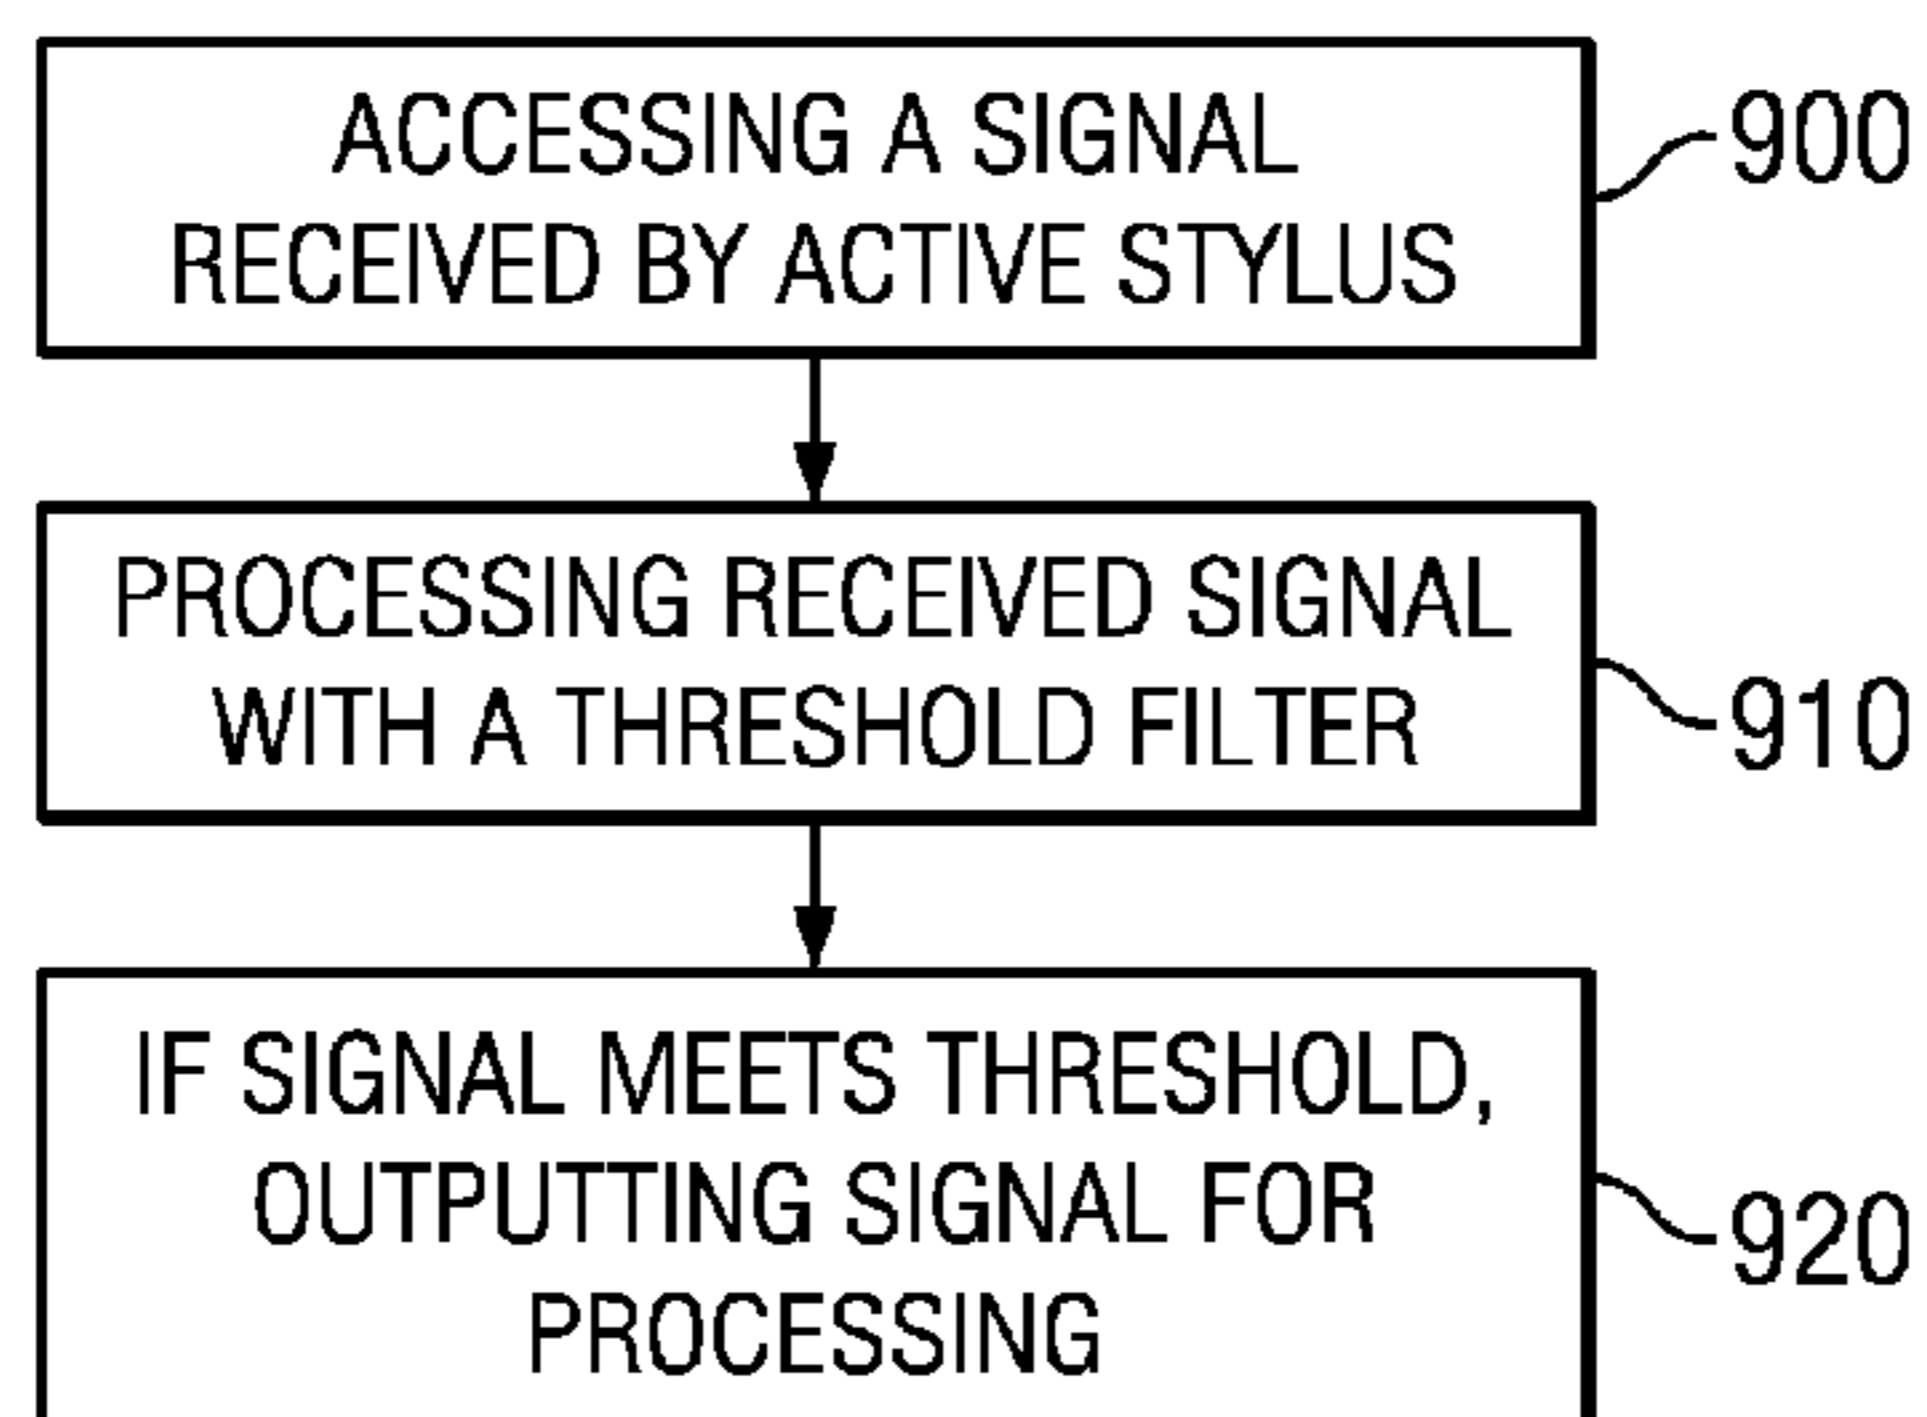 ACCESSING A SIGNAL
RECEIVED BY ACTIVE STYLUS
900
PROCESSING RECEIVED SIGNAL
WITH A THRESHOLD FILTER
910
IF SIGNAL MEETS THRESHOLD,
OUTPUTTING SIGNAL FOR
PROCESSING
920